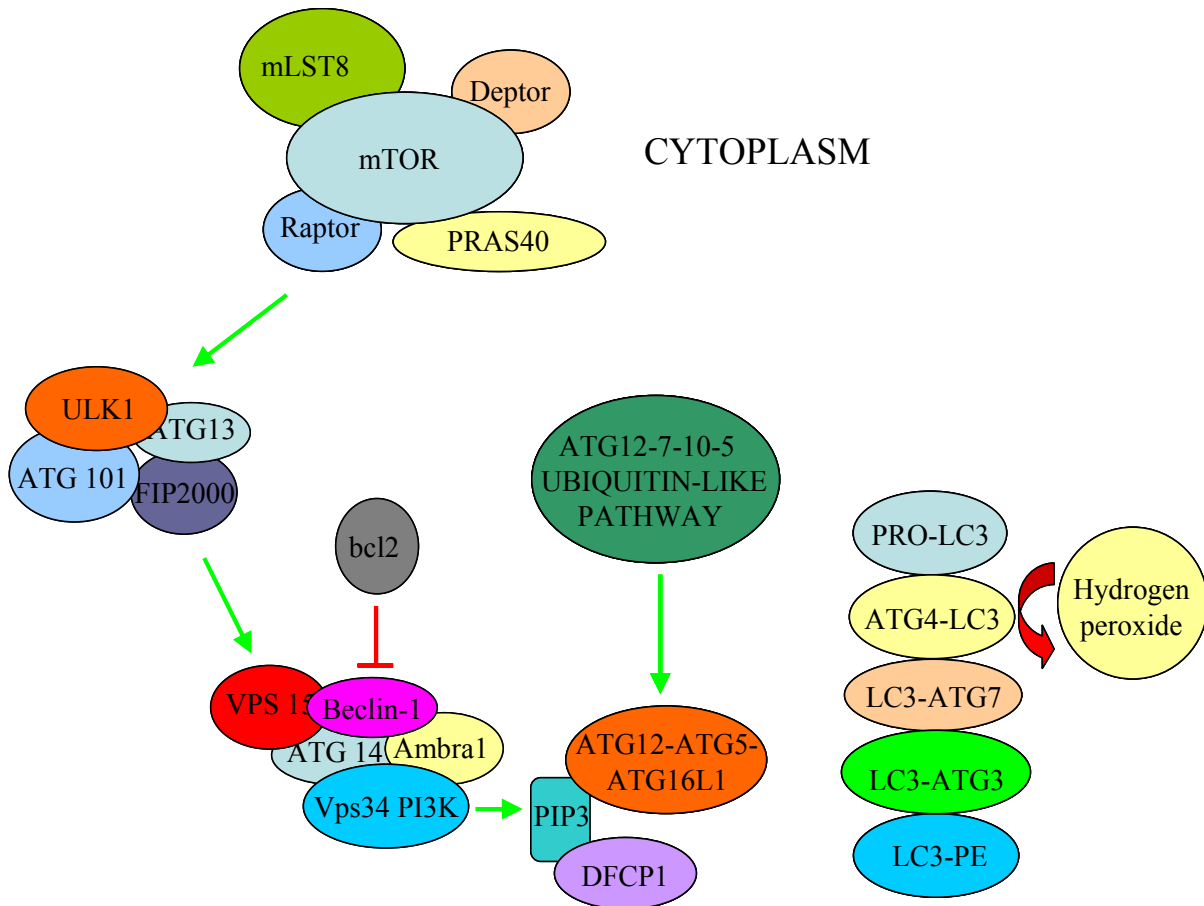 mLST8
Deptor
mTOR
CYTOPLASM
Raptor
PRAS40
ULK1
ATG13
ATG 101
FIP2000
bcl2
ATG12-7-10-5
UBIQUITIN-LIKE
PATHWAY
PRO-LC3
ATG4-LC3
Hydrogen
peroxide
LC3-ATG7
VPS 15
Beclin-1
ATG 14
Ambra1
Vps34 PI3K
ATG12-ATG5-
ATG16L1
PIP3
DFCP1
LC3-ATG3
LC3-PE